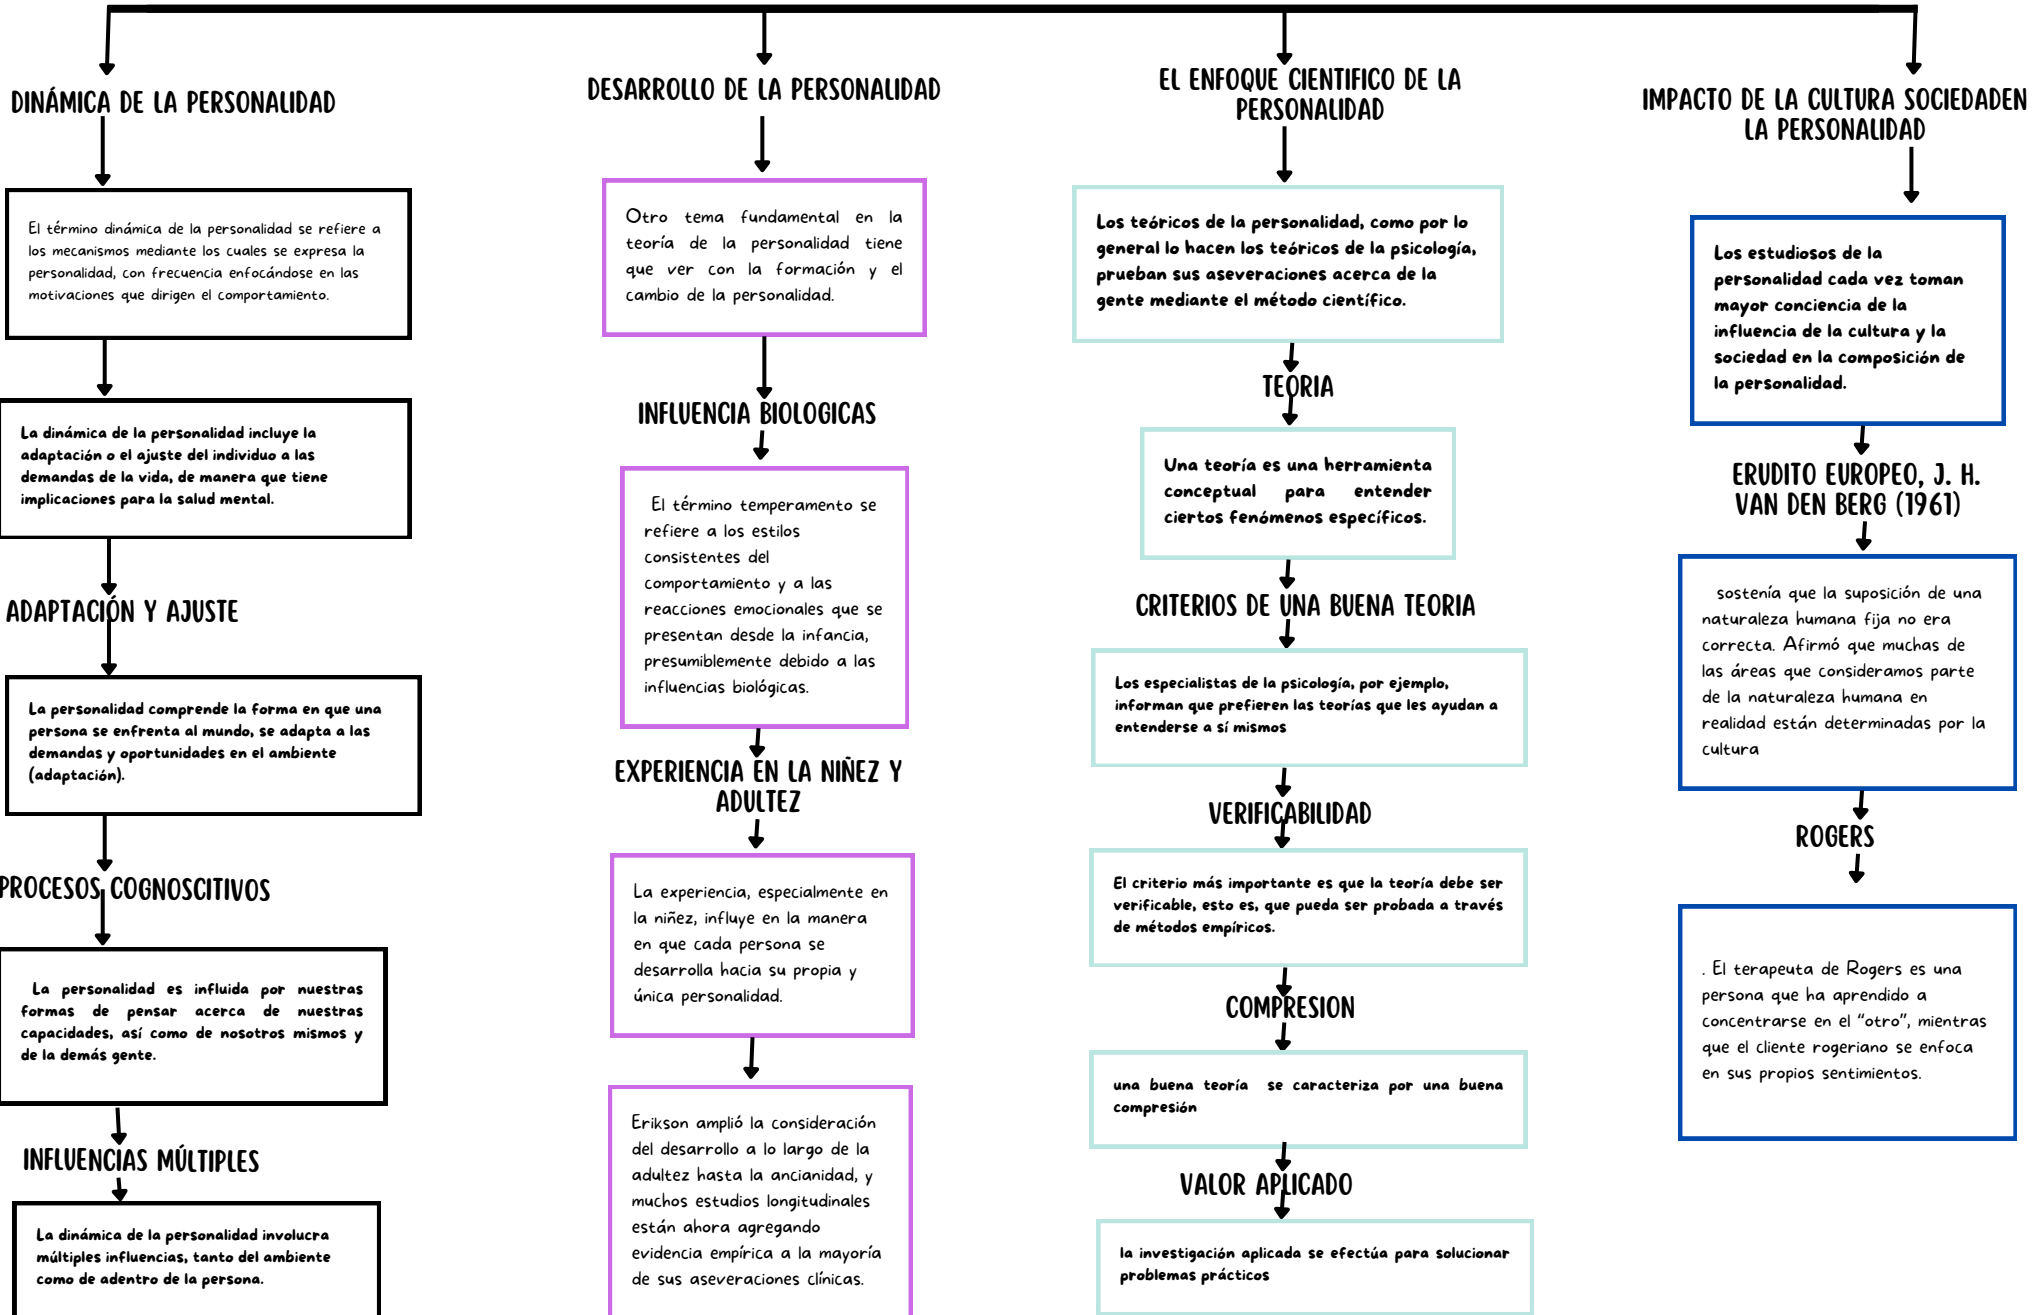 DINÁMICA DE LA PERSONALIDAD
El término dinámica de la personalidad se refiere a
los mecanismos mediante los cuales se expresa la
personalidad, con frecuencia enfocándose en las
motivaciones que dirigen el comportamiento.
La dinámica de la personalidad incluye la
adaptación o el ajuste del individuo a las
demandas de la vida, de manera que tiene
implicaciones para la salud mental.
ADAPTACIÓN Y AJUSTE
La personalidad comprende la forma en que una
persona se enfrenta al mundo, se adapta a las
demandas y oportunidades en el ambiente
(adaptación).
PROCESOS COGNOSCITIVOS
La personalidad es influida por nuestras
formas de pensar acerca de nuestras
capacidades, así como de nosotros mismos y
de la demás gente.
INFLUENCIAS MÚLTIPLES
La dinámica de la personalidad involucra
múltiples influencias, tanto del ambiente
como de adentro de la persona.
DESARROLLO DE LA PERSONALIDAD
Otro tema fundamental en la
teoría de la personalidad tiene
que ver con la formación y el
cambio de la personalidad.
INFLUENCIA BIOLOGICAS
El término temperamento se
refiere a los estilos
consistentes del
comportamiento y a las
reacciones emocionales que se
presentan desde la infancia,
presumiblemente debido a las
influencias biológicas.
EXPERIENCIA EN LA NIÑEZ Y
ADULTEZ
La experiencia, especialmente en
la niñez, influye en la manera
en que cada persona se
desarrolla hacia su propia y
única personalidad.
Erikson amplió la consideración
del desarrollo a lo largo de la
adultez hasta la ancianidad, y
muchos estudios longitudinales
están ahora agregando
evidencia empírica a la mayoría
de sus aseveraciones clínicas.
EL ENFOQUE CIENTIFICO DE LA
PERSONALIDAD
Los teóricos de la personalidad, como por lo
general lo hacen los teóricos de la psicología,
prueban sus aseveraciones acerca de la
gente mediante el método científico.
TEORIA
Una teoría es una herramienta
conceptual para entender
ciertos fenómenos específicos.
CRITERIOS DE UNA BUENA TEORIA
Los especialistas de la psicología, por ejemplo,
informan que prefieren las teorías que les ayudan a
entenderse a sí mismos
VERIFICABILIDAD
El criterio más importante es que la teoría debe ser
verificable, esto es, que pueda ser probada a través
de métodos empíricos.
COMPRESION
una buena teoría se caracteriza por una buena
compresión
VALOR APLICADO
la investigación aplicada se efectúa para solucionar
problemas prácticos
IMPACTO DE LA CULTURA SOCIEDADEN
LA PERSONALIDAD
Los estudiosos de la
personalidad cada vez toman
mayor conciencia de la
influencia de la cultura y la
sociedad en la composición de
la personalidad.
ERUDITO EUROPEO, J. H.
VAN DEN BERG (1961)
sostenía que la suposición de una
naturaleza humana fija no era
correcta. Afirmó que muchas de
las áreas que consideramos parte
de la naturaleza humana en
realidad están determinadas por la
cultura
ROGERS
. El terapeuta de Rogers es una
persona que ha aprendido a
concentrarse en el “otro”, mientras
que el cliente rogeriano se enfoca
en sus propios sentimientos.